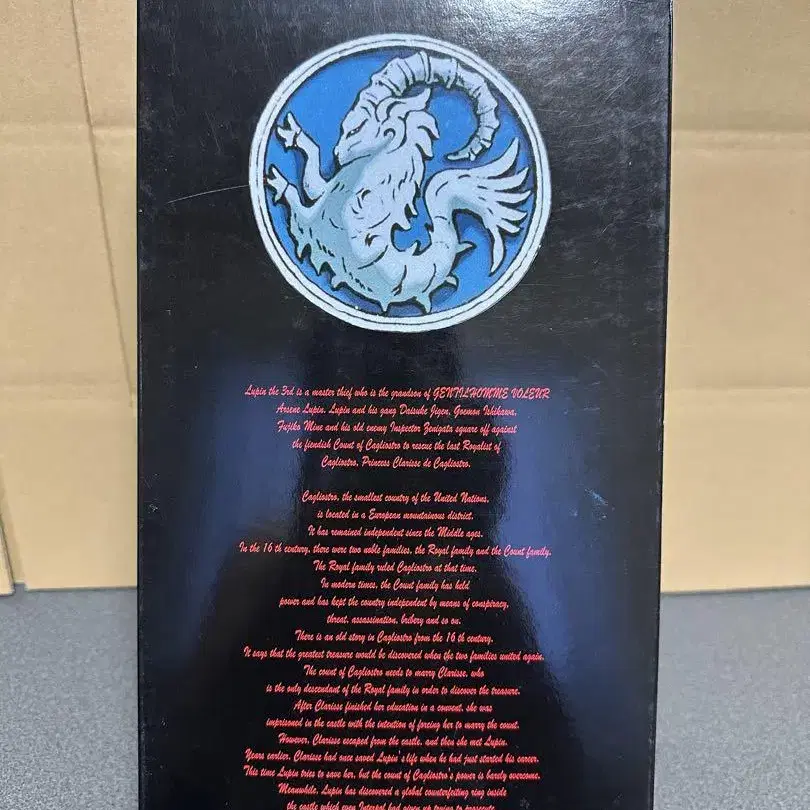 Lupin the 3rd is a master thief who is the grandson of GENTILHOMME VOLEUR
Arsene Lupin. Lupin and his gang Daisuke Jigen, Goemon Ishikawa,
Fujiko Mine and his old enemy Inspector Zenigata square off against
the fiendish Count of Cagliostro to rescue the last Royalist of
Cagliostro, Princess Clarisse de Cagliostro.
Cagliostro, the smallest country of the United Nations,
is located in a European mountainous district.
It has remained independent since the Middle ages.
In the 16 th century, there were two noble families, the Royal family and the Count family.
The Royal family ruled Cagliostro at that time.
In modern times, the Count family has held
power and has kept the country independent by means of conspiracy,
threat, assassination, bribery and so on.
There is an old story in Cagliostro from the 16 th century.
It says that the greatest treasure would be discovered when the two families united again.
The count of Cagliostro needs to marry Clarisse, who
is the only descendant of the Royal family in order to discover the treasure.
After Clarisse finished her education in a convent, she was
imprisoned in the castle with the intention of forcing her to marry the count.
However, Clarisse escaped from the castle, and then she met Lupin.
Years earlier, Clarisse had once saved Lupin's life when he had just started his career.
This time Lupin tries to save her, but the count of Cagliostro's power is barely overcome.
Meanwhile, Lupin has discovered a global counterfeiting ring inside
the castle which even Interpol had given up trying to prosecute